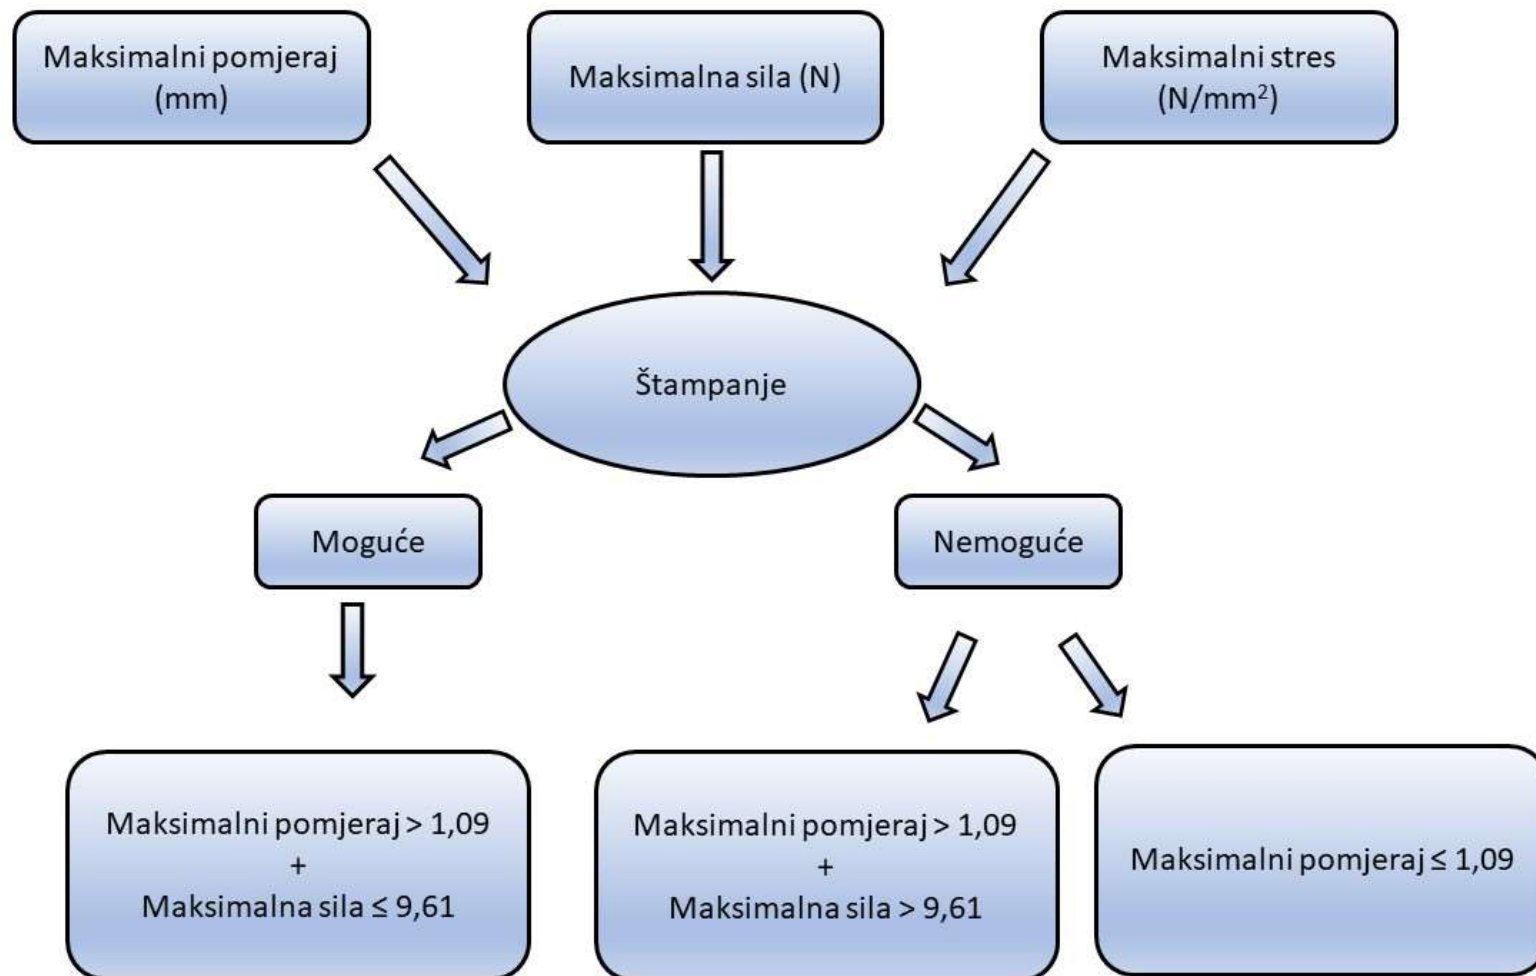 Maksimalni pomjeraj
(mm)
Maksimalna sila (N)
Maksimalni stres
(N/mm²)
Štampanje
Moguće
Nemoguće
Maksimalni pomjeraj > 1,09
+
Maksimalna sila ≤ 9,61
Maksimalni pomjeraj > 1,09
+
Maksimalna sila > 9,61
Maksimalni pomjeraj ≤ 1,09